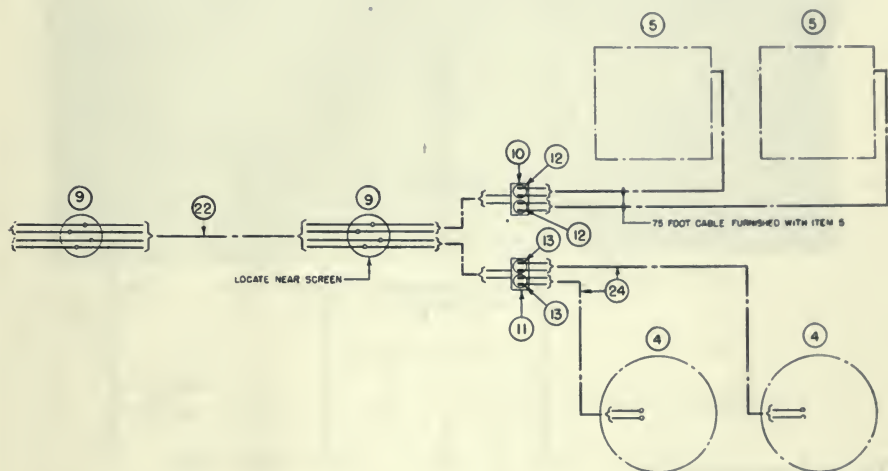 5 5
10 12
9 22 9
12
75 FOOT CABLE FURNISHED WITH ITEM 5
13
LOCATE NEAR SCREEN
24
11 13
4 4